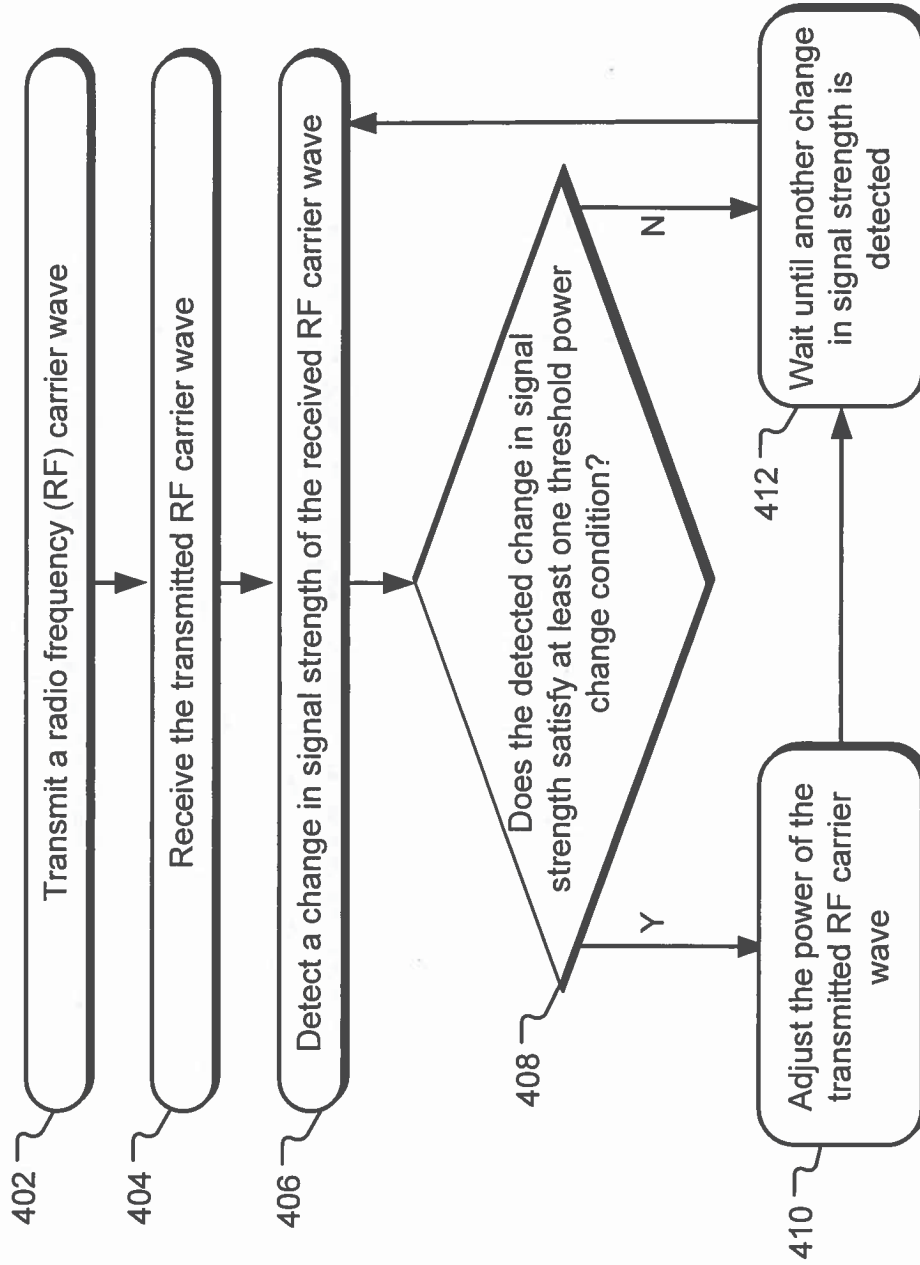 402
Transmit a radio frequency (RF) carrier wave
404
Receive the transmitted RF carrier wave
406
Detect a change in signal strength of the received RF carrier wave
408
Does the detected change in signal
strength satisfy at least one threshold power
change condition?
Y
N
410
Adjust the power of the
transmitted RF carrier
wave
412
Wait until another change
in signal strength is
detected